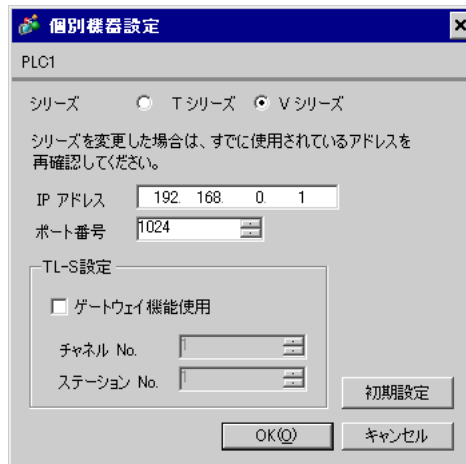 個別機器設定
PLC1
シリーズ Tシリーズ Vシリーズ
シリーズを変更した場合は、すでに使用されているアドレスを
再確認してください。
IP アドレス 192. 168. 0. 1
ポート番号 1024
TL-S設定
ゲートウェイ機能使用
チャネル No. 1
ステーション No. 1
初期設定
OK(O) キャンセル